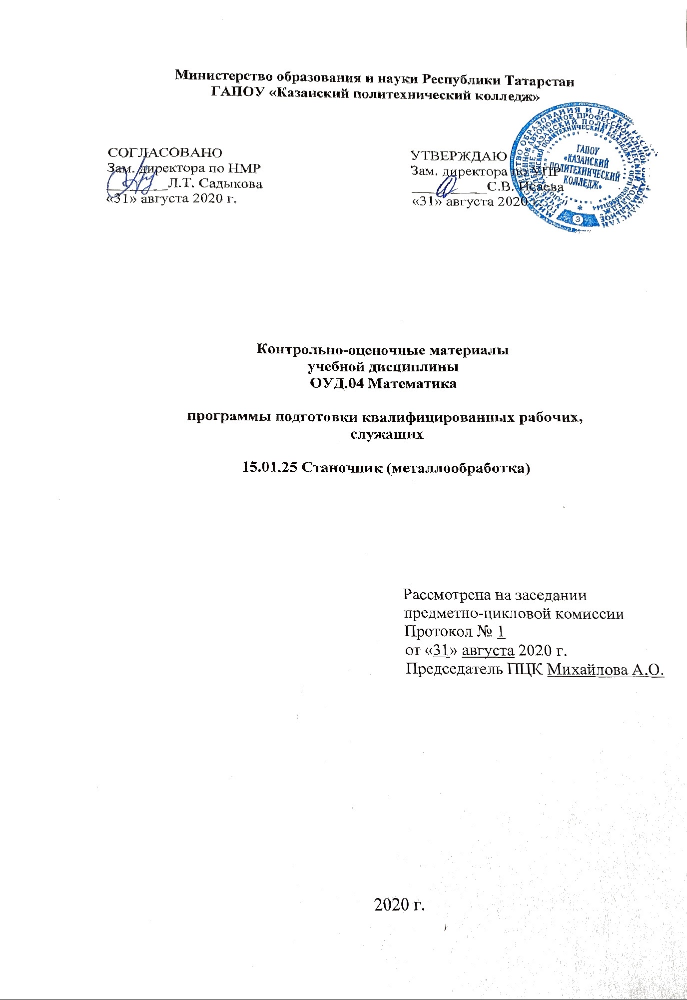 Министерство образования и науки Республики Татарстан
ГАПОУ «Казанский политехнический колледж»
СОГЛАСОВАНО
Зам. директора по НМР
Л.Т. Садыкова
«31» августа 2020 г.
УТВЕРЖДАЮ
Зам. директора по УПР
С.В. Исаева
«31» августа 2020 г.
ГАПОУ
«КАЗАНСКИЙ
ПОЛИТЕХНИЧЕСКИЙ
КОЛЛЕДЖ»
3
Контрольно-оценочные материалы
учебной дисциплины
ОУД.04 Математика
программы подготовки квалифицированных рабочих,
служащих
15.01.25 Станочник (металлообработка)
Рассмотрена на заседании
предметно-цикловой комиссии
Протокол № 1
от «31» августа 2020 г.
Председатель ПЦК Михайлова А.О.
2020 г.